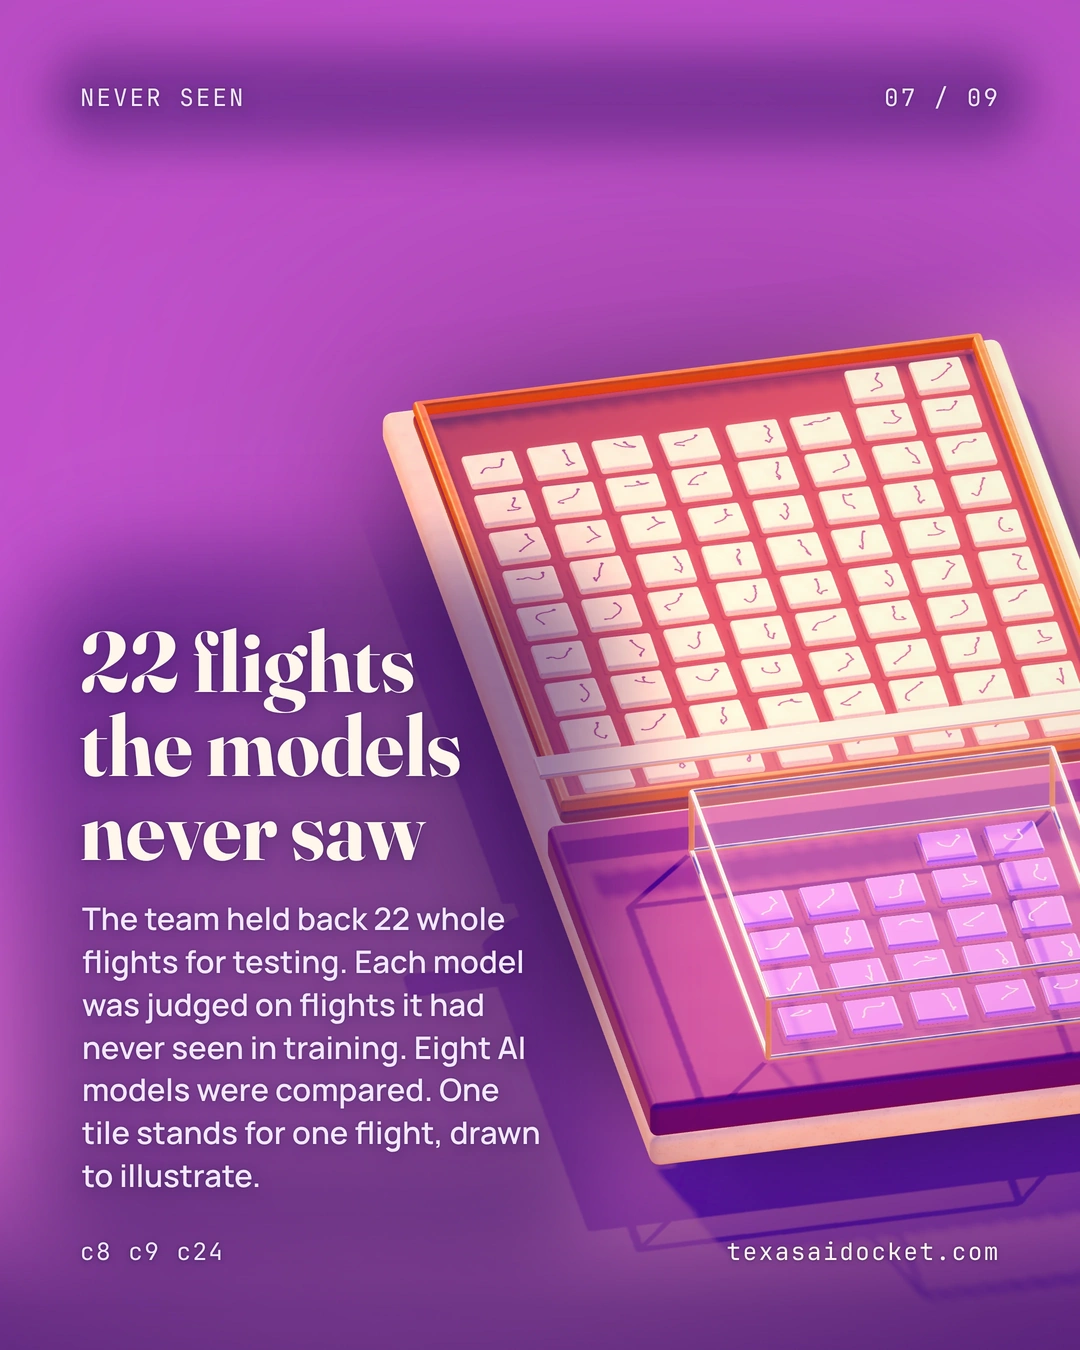 NEVER SEEN
07 / 09
22 flights
the models
never saw
The team held back 22 whole
flights for testing. Each model
was judged on flights it had
never seen in training. Eight AI
models were compared. One
tile stands for one flight, drawn
to illustrate.
c8 c9 c24
texasaidocket.com